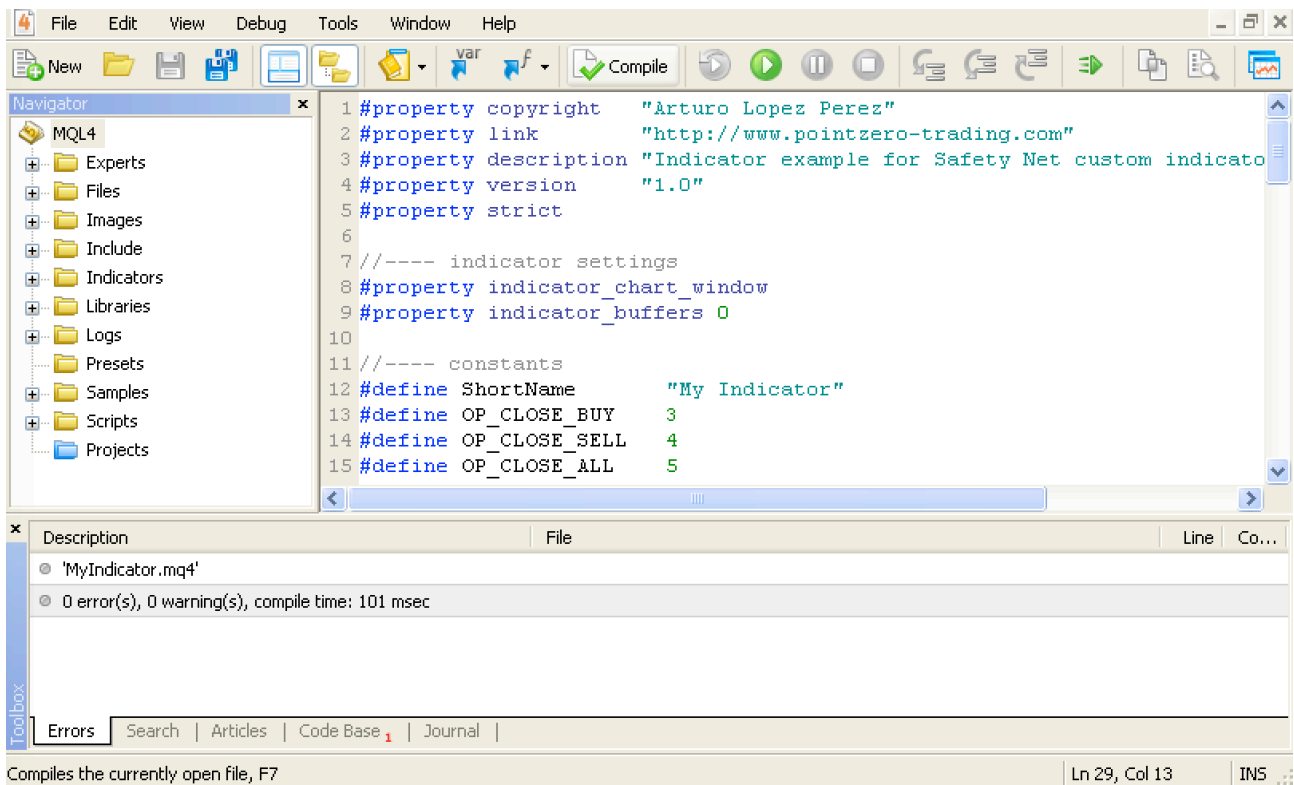 File Edit View Debug Tools Window Help
New var f Compile
Navigator
MQL4
Experts
Files
Images
Include
Indicators
Libraries
Logs
Presets
Samples
Scripts
Projects
1 #property copyright "Arturo Lopez Perez"
2 #property link "http://www.pointzero-trading.com"
3 #property description "Indicator example for Safety Net custom indicato
4 #property version "1.0"
5 #property strict
6
7 //---- indicator settings
8 #property indicator_chart_window
9 #property indicator_buffers 0
10
11 //---- constants
12 #define ShortName "My Indicator"
13 #define OP_CLOSE_BUY 3
14 #define OP_CLOSE_SELL 4
15 #define OP_CLOSE_ALL 5
Description File Line Co...
'MyIndicator.mq4'
0 error(s), 0 warning(s), compile time: 101 msec
Toolbox
Errors Search | Articles | Code Base 1 | Journal |
Compiles the currently open file, F7 Ln 29, Col 13 INS